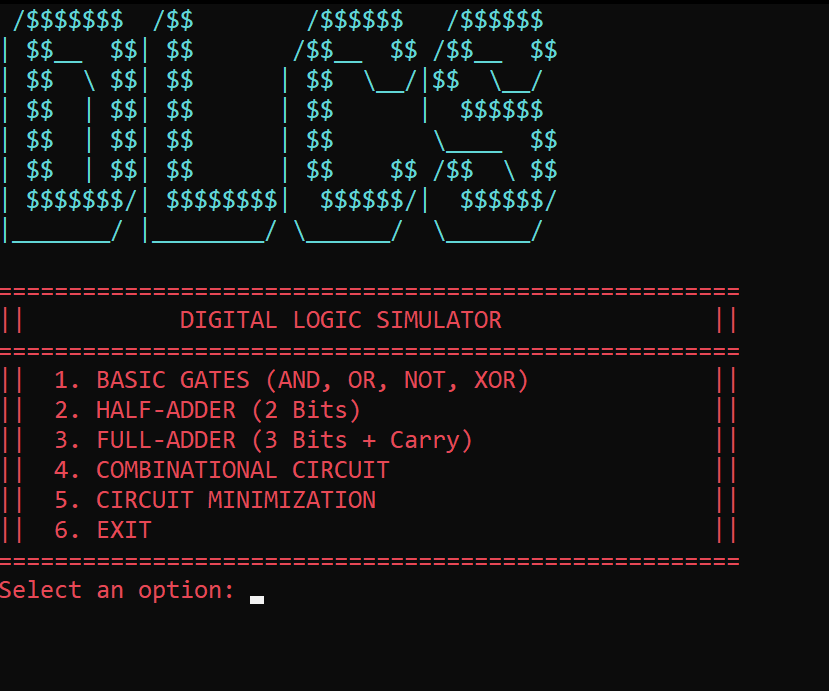 /$$$$$$$  /$$        /$$$$$$   /$$$$$$
| $$__  $$| $$       /$$__  $$ /$$__  $$
| $$  \ $$| $$      | $$  \__/|$$  \__/
| $$  | $$| $$      | $$      |  $$$$$$
| $$  | $$| $$      | $$       \____  $$
| $$  | $$| $$      | $$    $$ /$$  \ $$
| $$$$$$$/| $$$$$$$$|  $$$$$$/|  $$$$$$/
|_______/ |________/ \______/  \______/
=====================================================
||           DIGITAL LOGIC SIMULATOR               ||
=====================================================
||  1. BASIC GATES (AND, OR, NOT, XOR)             ||
||  2. HALF-ADDER (2 Bits)                         ||
||  3. FULL-ADDER (3 Bits + Carry)                 ||
||  4. COMBINATIONAL CIRCUIT                       ||
||  5. CIRCUIT MINIMIZATION                        ||
||  6. EXIT                                        ||
=====================================================
Select an option: